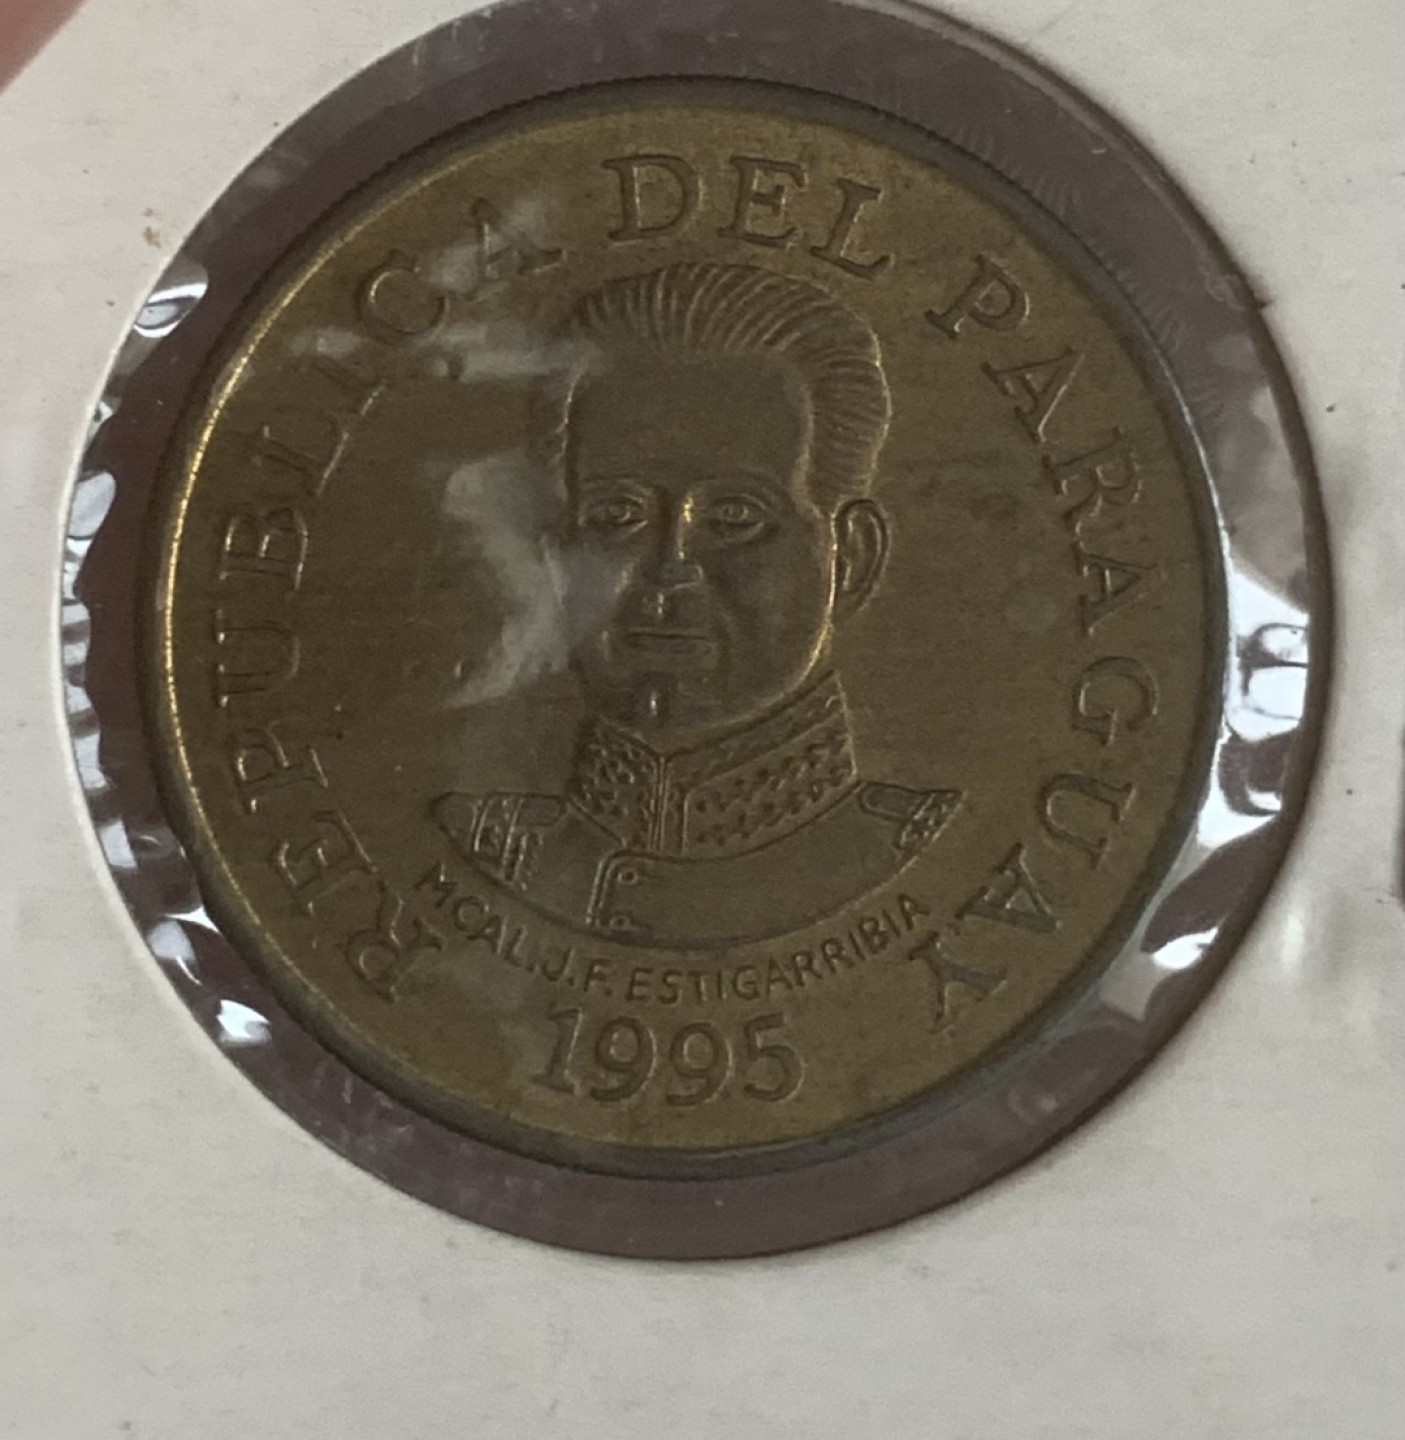 REPUBLICA DEL PARAGUAY
MCAL.J.F.ESTIGARRIBIA
1995